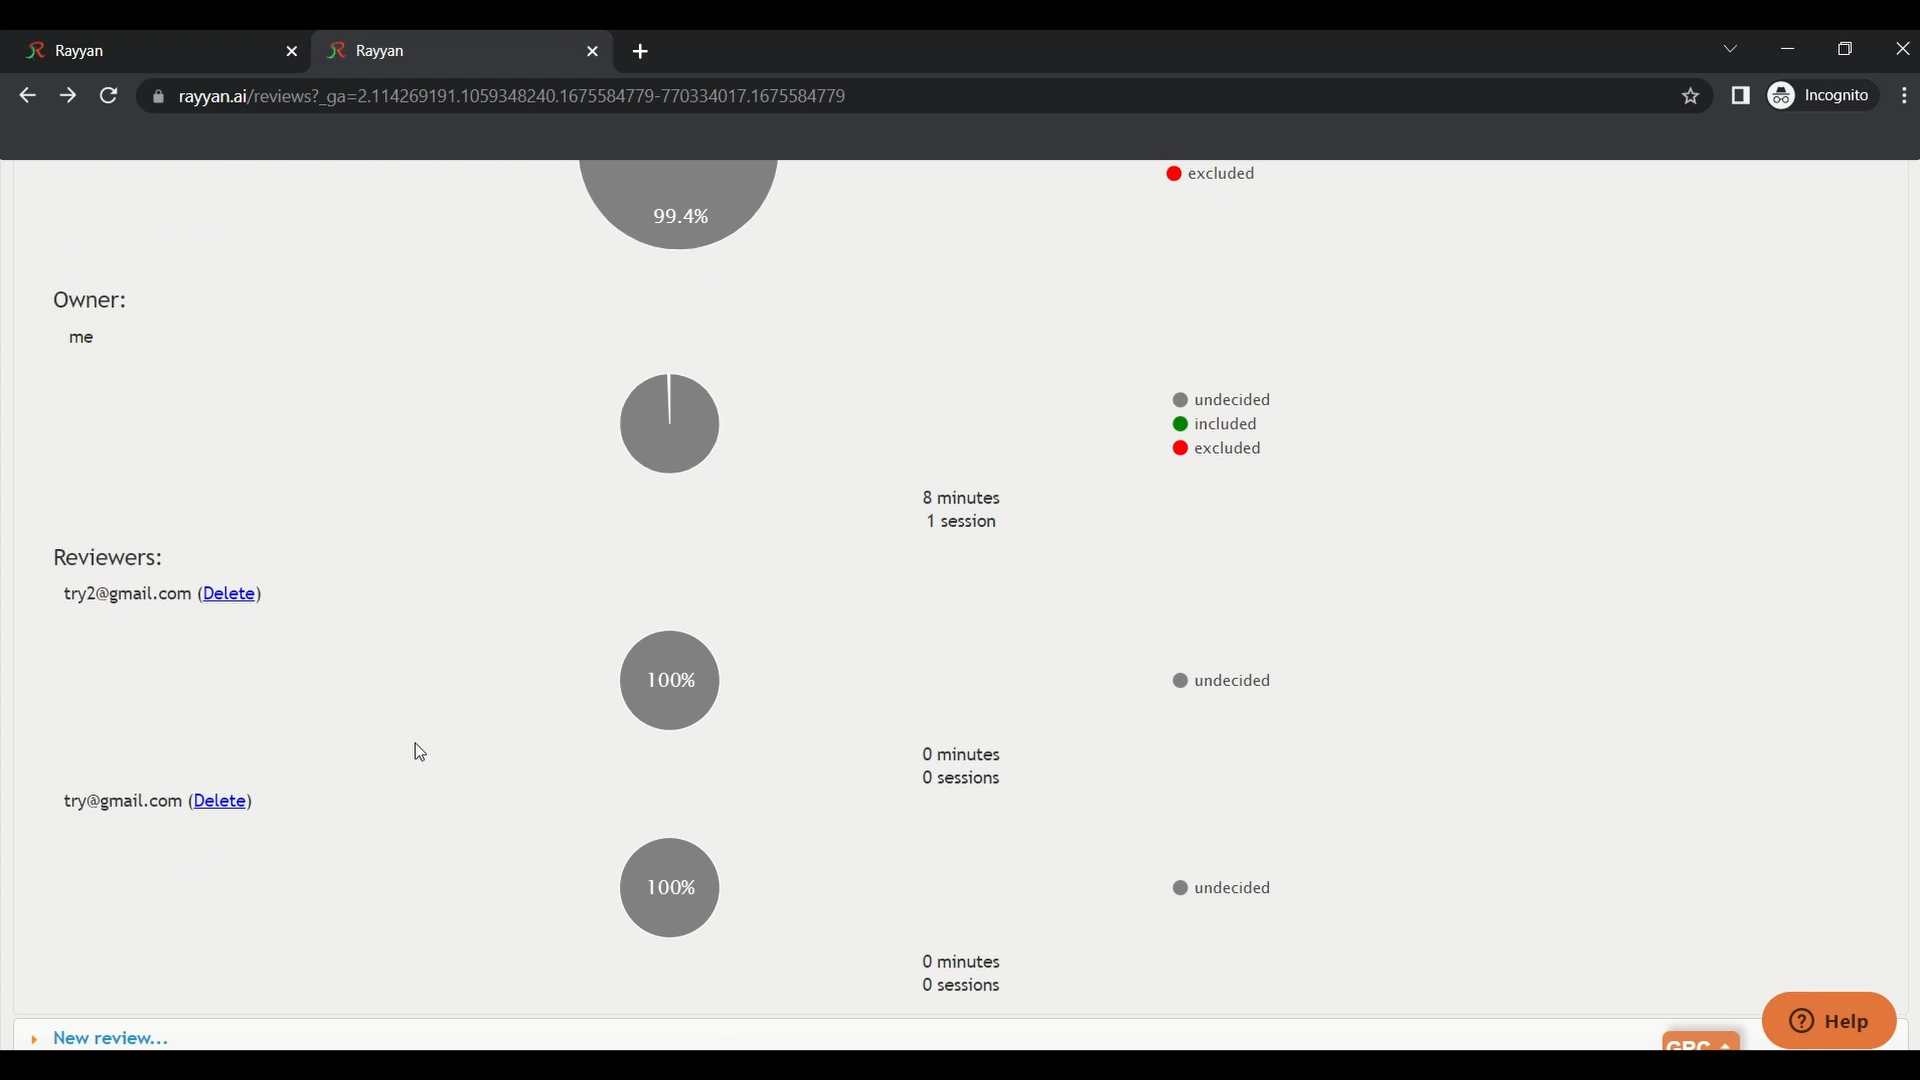 Rayyan
Rayyan
rayyan.ai/reviews?_ga=2.114269191.1059348240.1675584779-770334017.1675584779
Incognito
excluded
99.4%
Owner:
me
undecided
included
excluded
8 minutes
1 session
Reviewers:
try2@gmail.com (Delete)
100%
undecided
0 minutes
0 sessions
try@gmail.com (Delete)
100%
undecided
0 minutes
0 sessions
New review...
Help